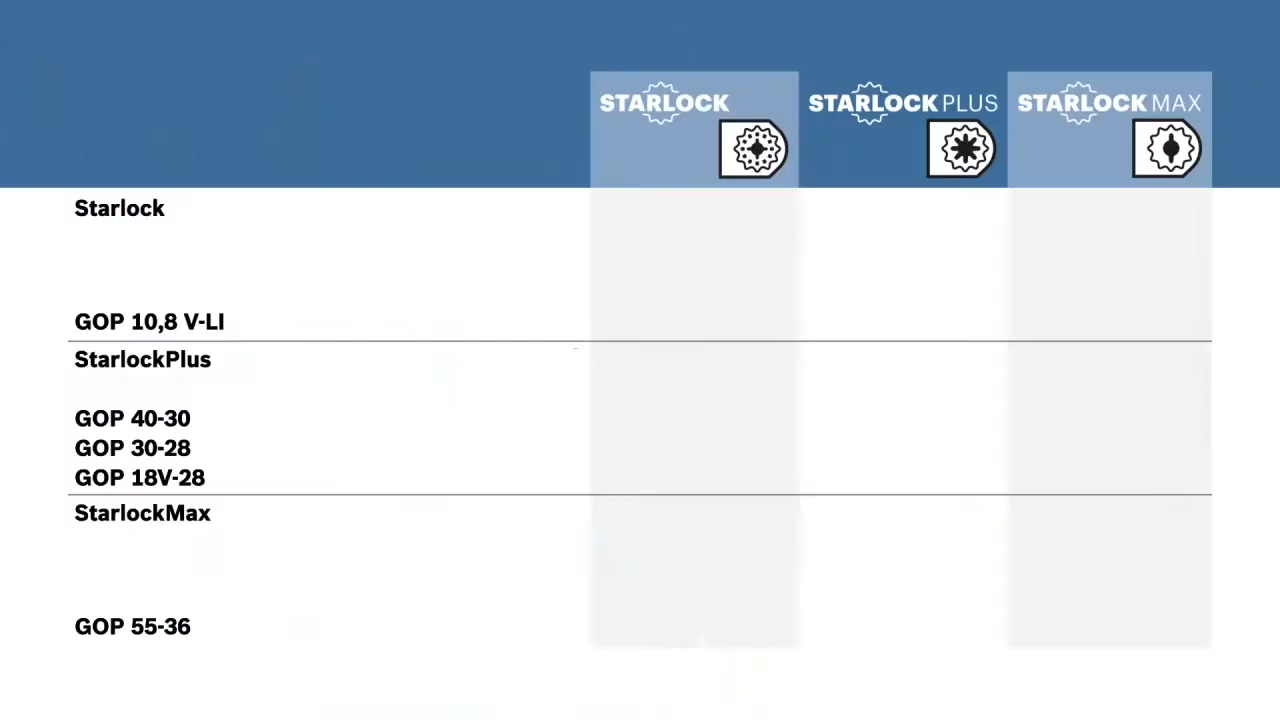 STARLOCK STARLOCK PLUS STARLOCK MAX
Starlock
GOP 10,8 V-LI
StarlockPlus
GOP 40-30
GOP 30-28
GOP 18V-28
StarlockMax
GOP 55-36